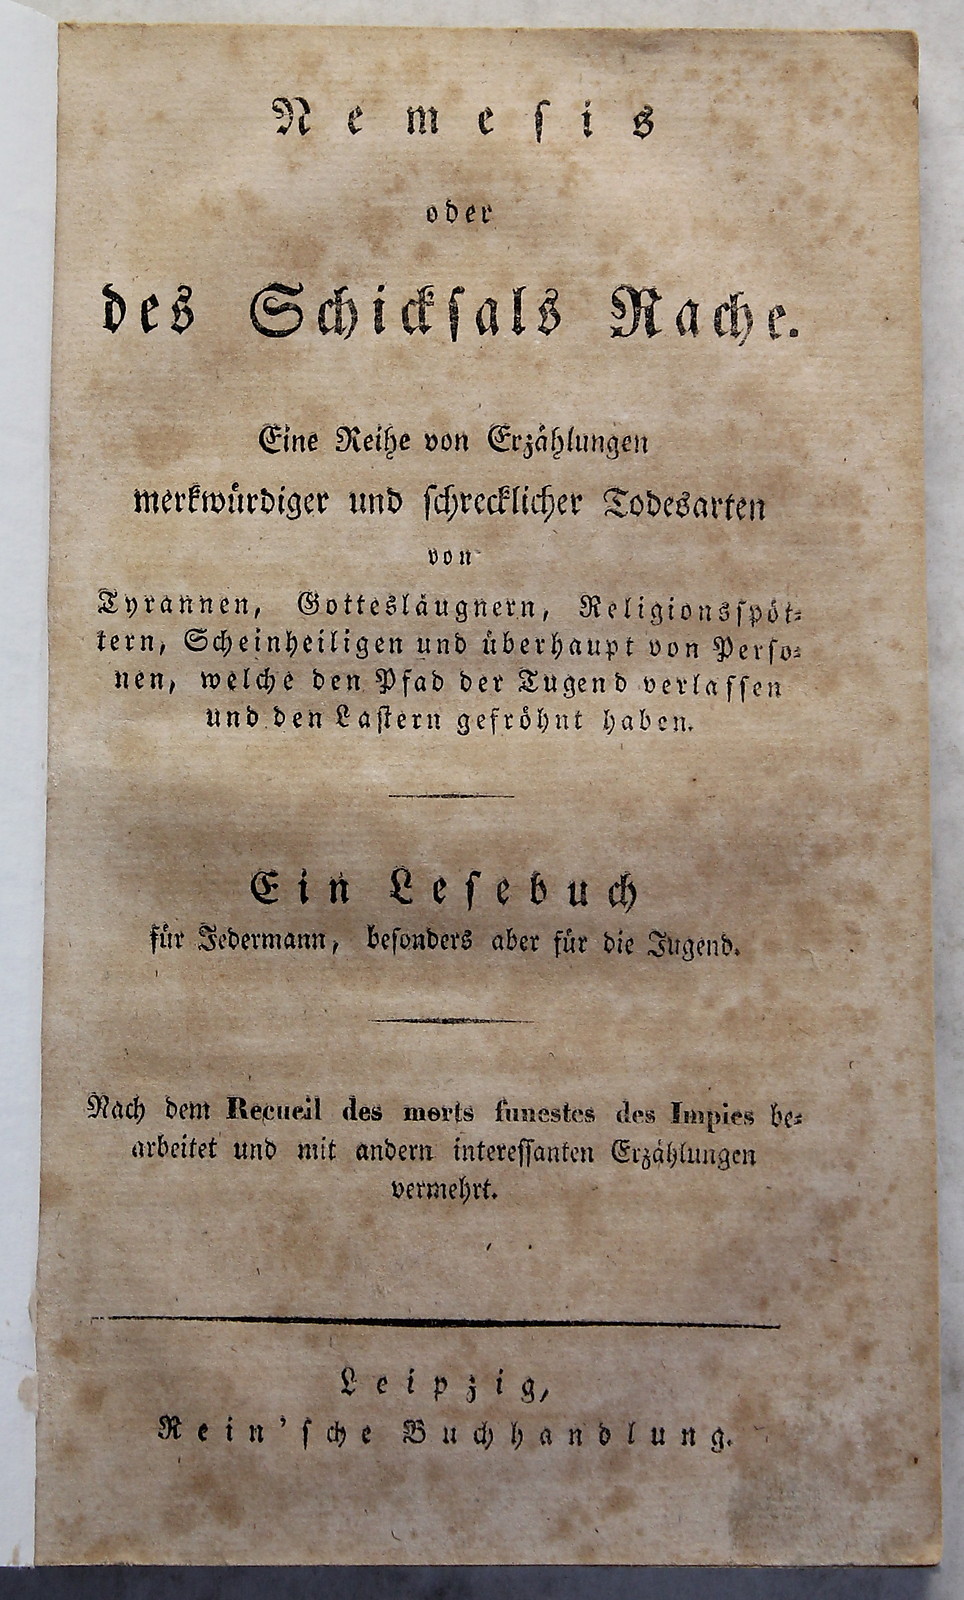 Nemeſis
oder
des Schickſals Rache.
Eine Reihe von Erzählungen
merkwürdiger und ſchrecklicher Todesarten
von
Tyrannen, Gottesläugnern, Religionsſpöt⸗
tern, Scheinheiligen und überhaupt von Perſo⸗
nen, welche den Pfad der Tugend verlaſſen
und den Laſtern gefröhnt haben.
Ein Leſebuch
für Jedermann, beſonders aber für die Jugend.
Nach dem Recueil des morts funestes des Impies be⸗
arbeitet und mit andern intereſſanten Erzählungen
vermehrt.
Leipzig,
Rein'ſche Buchhandlung.